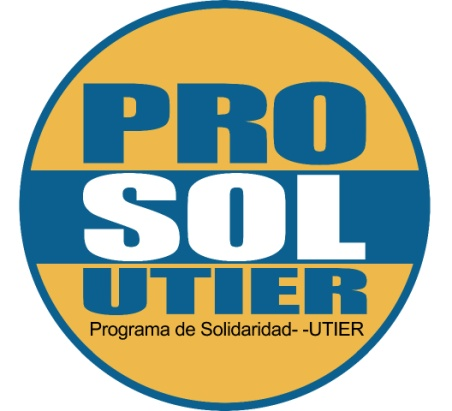 PRO
SOL
UTIER
Programa de Solidaridad- -UTIER